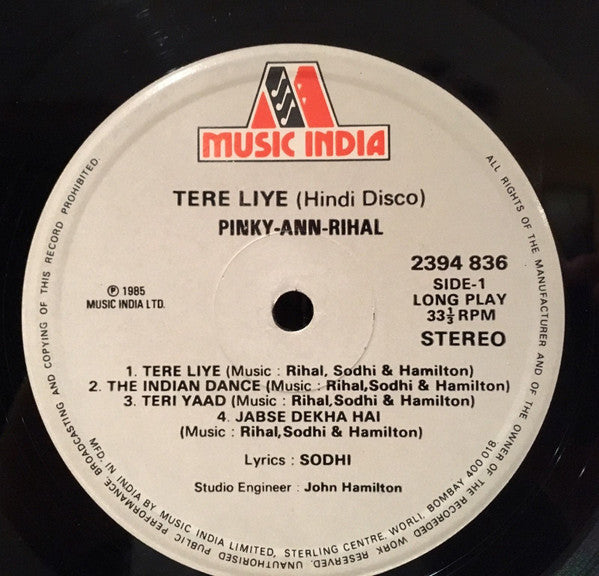 MUSIC INDIA
TERE LIYE (Hindi Disco)
PINKY-ANN-RIHAL
2394 836
SIDE-1
LONG PLAY
33⅓ RPM
STEREO
℗ 1985
MUSIC INDIA LTD.
1. TERE LIYE (Music : Rihal, Sodhi & Hamilton)
2. THE INDIAN DANCE (Music : Rihal,Sodhi & Hamilton)
3. TERI YAAD (Music : Rihal,Sodhi & Hamilton)
4. JABSE DEKHA HAI
(Music : Rihal,Sodhi & Hamilton)
Lyrics : SODHI
Studio Engineer : John Hamilton
MFD. IN INDIA BY MUSIC INDIA LIMITED, STERLING CENTRE, WORLI, BOMBAY 400 018.
ALL RIGHTS OF THE MANUFACTURER AND OF THE OWNER OF THE RECORDED WORK RESERVED. UNAUTHORISED PUBLIC PERFORMANCE, BROADCASTING AND COPYING OF THIS RECORD PROHIBITED.